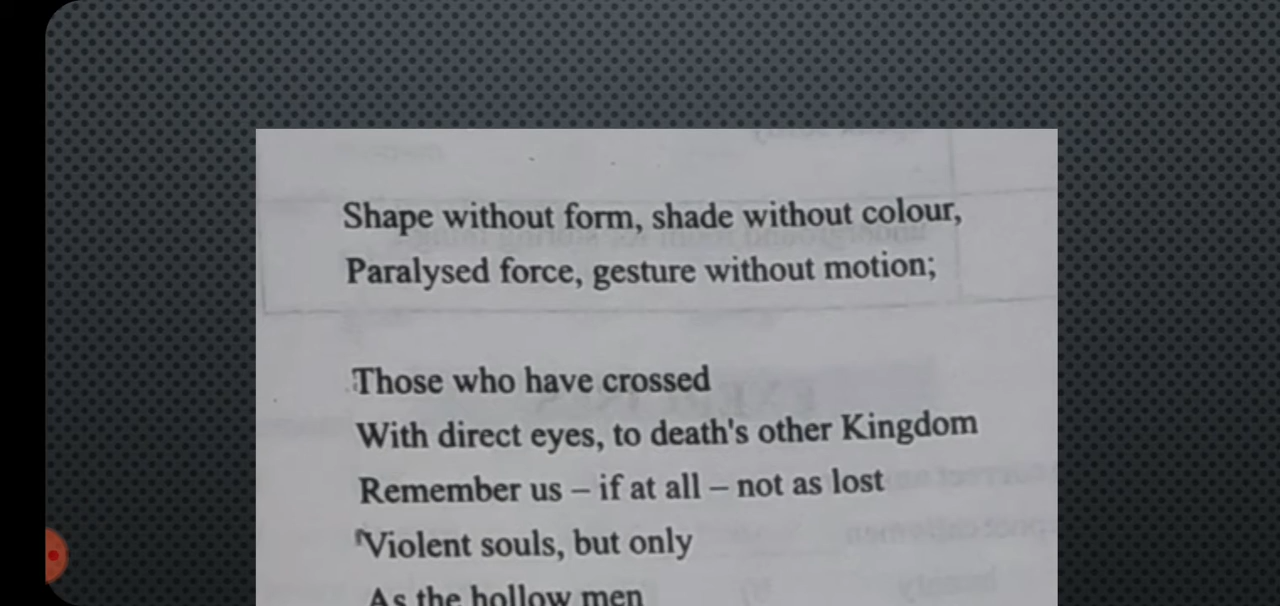 Shape without form, shade without colour,
Paralysed force, gesture without motion;
Those who have crossed
With direct eyes, to death's other Kingdom
Remember us – if at all – not as lost
Violent souls, but only
As the hollow men